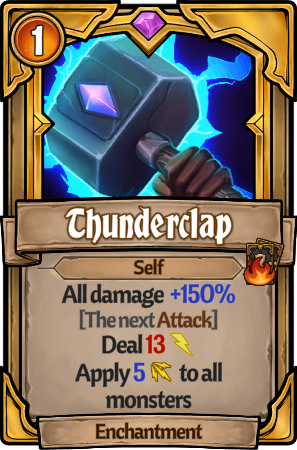 1
Thunderclap
Self
All damage +150%
[The next Attack]
Deal 13
Apply 5 to all
monsters
Enchantment